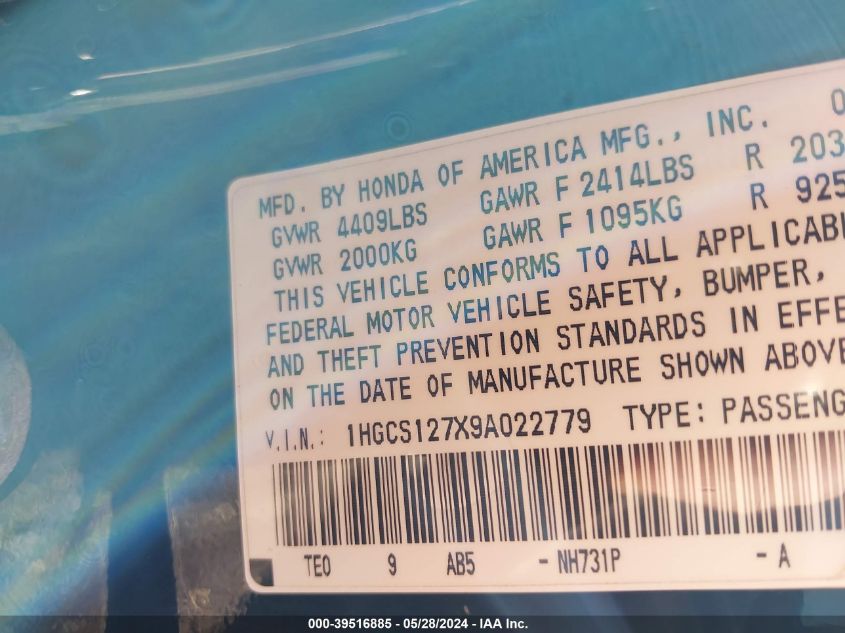 MFD. BY HONDA OF AMERICA MFG., INC. 0
GVWR 4409LBS GAWR F 2414LBS R 203
GVWR 2000KG GAWR F 1095KG R 925
THIS VEHICLE CONFORMS TO ALL APPLICABL
FEDERAL MOTOR VEHICLE SAFETY, BUMPER,
AND THEFT PREVENTION STANDARDS IN EFFE
ON THE DATE OF MANUFACTURE SHOWN ABOVE
V.I.N.: 1HGCS127X9A022779 TYPE: PASSENG
TE0 9 AB5 - NH731P - A
000-39516885 - 05/28/2024 - IAA Inc.